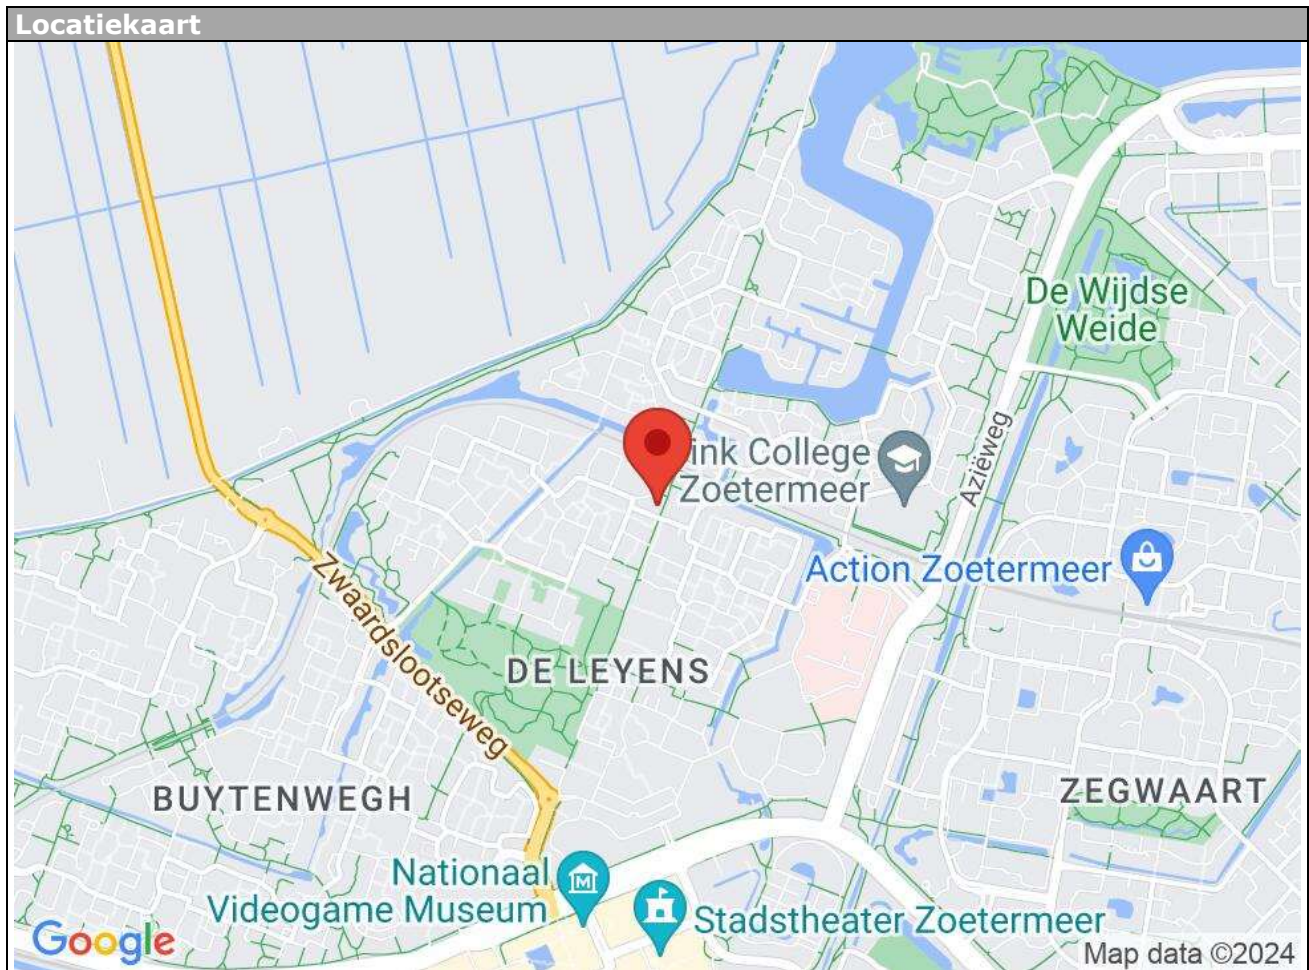 Locatiekaart
De Wijdse
Weide
Aziëweg
ink College
Zoetermeer
Action Zoetermeer
Zwaardslootseweg
DE LEYENS
BUYTENWEGH
ZEGWAART
Nationaal
Videogame Museum
M
Stadstheater Zoetermeer
Google
Map data ©2024